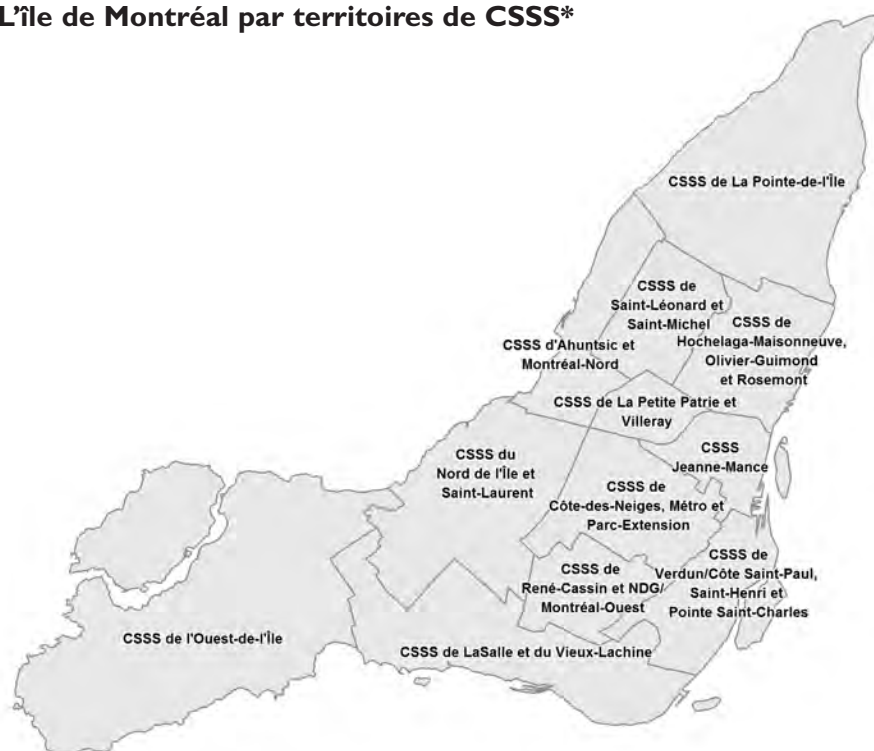 L'île de Montréal par territoires de CSSS*
CSSS de La Pointe-de-l'Île
CSSS de
Saint-Léonard et
Saint-Michel
CSSS de
Hochelaga-Maisonneuve,
Olivier-Guimond
et Rosemont
CSSS d'Ahuntsic et
Montréal-Nord
CSSS de La Petite Patrie et
Villeray
CSSS du
Nord de l'Île et
Saint-Laurent
CSSS
Jeanne-Mance
CSSS de
Côte-des-Neiges, Métro et
Parc-Extension
CSSS de
René-Cassin et NDG/
Montréal-Ouest
CSSS de
Verdun/Côte Saint-Paul,
Saint-Henri et
Pointe Saint-Charles
CSSS de l'Ouest-de-l'Île
CSSS de LaSalle et du Vieux-Lachine